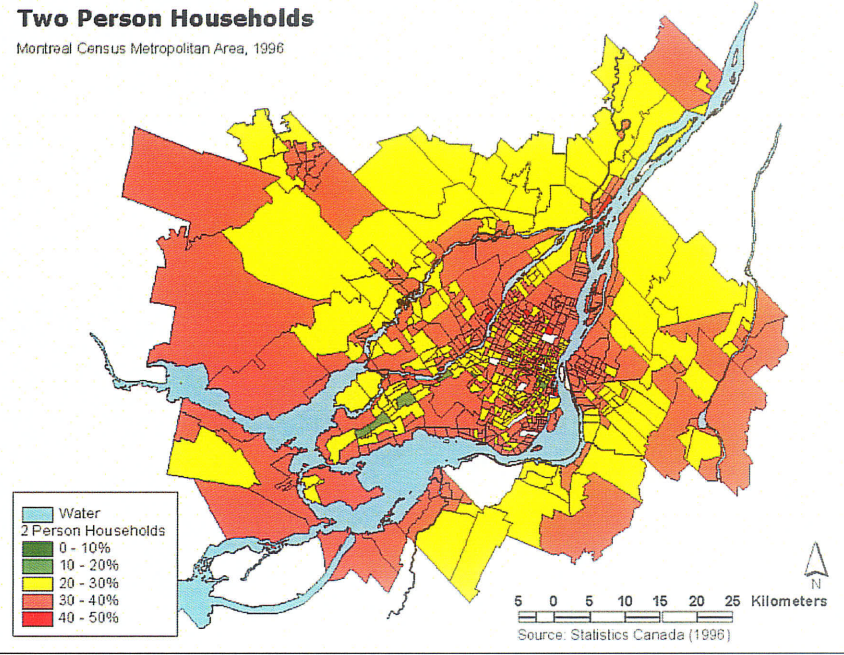 Two Person Households
Montreal Census Metropolitan Area, 1996
Water
2 Person Households
0 - 10%
10 - 20%
20 - 30%
30 - 40%
40 - 50%
N
5 0 5 10 15 20 25 Kilometers
Source: Statistics Canada (1996)